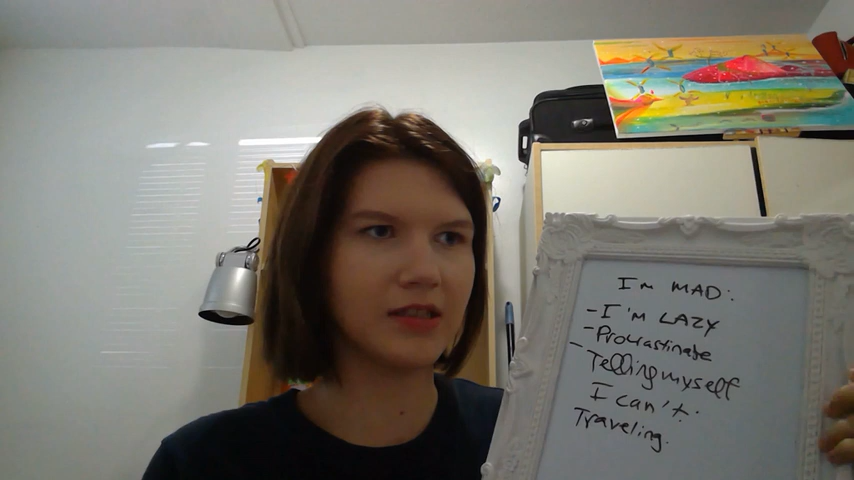 I'm MAD:
- I'm LAZY
- Procrastinate
- Telling myself
I can't.
Traveling.